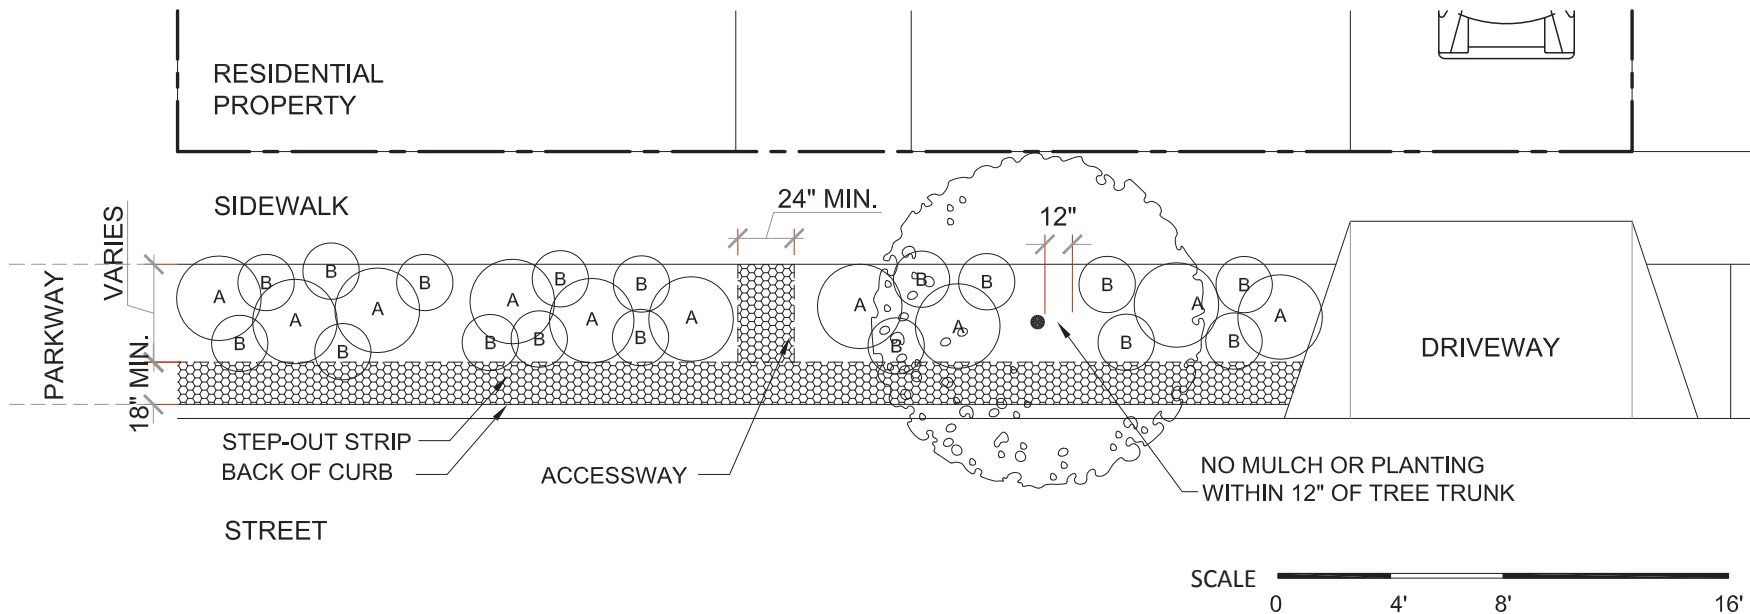 RESIDENTIAL
PROPERTY
SIDEWALK
24" MIN.
12"
VARIES
PARKWAY
18" MIN.
A
B
B
A
A
B
B
B
A
B
A
B
A
B
B
B
A
B
B
A
B
B
A
B
B
A
B
A
DRIVEWAY
STEP-OUT STRIP
BACK OF CURB
ACCESSWAY
NO MULCH OR PLANTING
WITHIN 12" OF TREE TRUNK
STREET
SCALE
0 4' 8' 16'